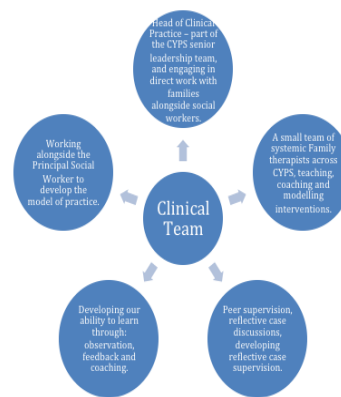 Head of Clinical
Practice – part of
the CYPS senior
leadership team,
and engaging in
direct work with
families
alongside social
workers.
Working
alongside the
Principal Social
Worker to
develop the
model of practice.
A small team of
systemic Family
therapists across
CYPS, teaching,
coaching and
modelling
interventions.
Clinical
Team
Developing our
ability to learn
through:
observation,
feedback and
coaching.
Peer supervision,
reflective case
discussions,
developing
reflective case
supervision.